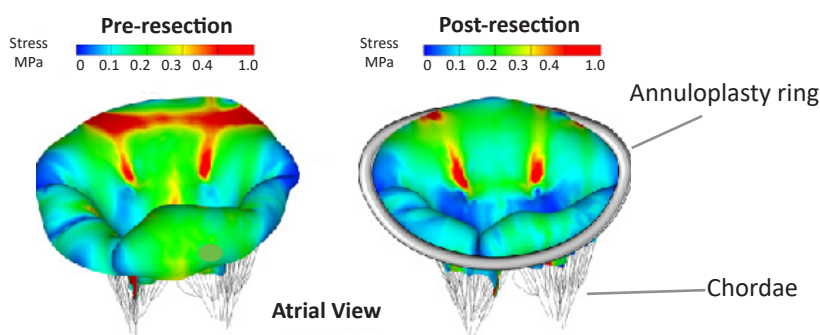 Pre-resection
Stress
MPa
0 0.1 0.2 0.3 0.4 1.0
Post-resection
Stress
MPa
0 0.1 0.2 0.3 0.4 1.0
Annuloplasty ring
Chordae
Atrial View